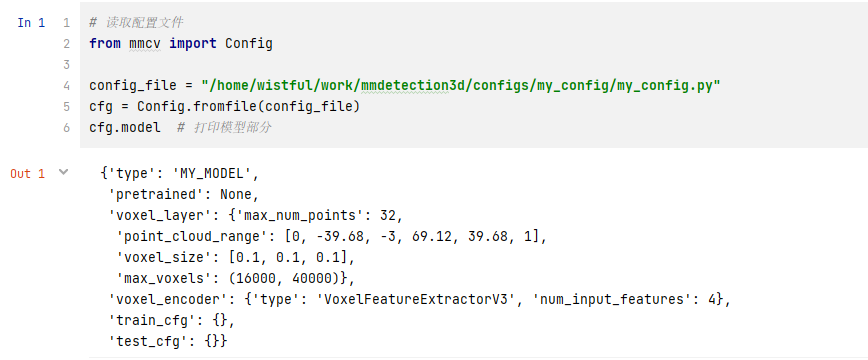 In 1 1 # 读取配置文件
2 from mmcv import Config
3
4 config_file = "/home/wistful/work/mmdetection3d/configs/my_config/my_config.py"
5 cfg = Config.fromfile(config_file)
6 cfg.model  # 打印模型部分
Out 1 {'type': 'MY_MODEL',
 'pretrained': None,
 'voxel_layer': {'max_num_points': 32,
  'point_cloud_range': [0, -39.68, -3, 69.12, 39.68, 1],
  'voxel_size': [0.1, 0.1, 0.1],
  'max_voxels': (16000, 40000)},
 'voxel_encoder': {'type': 'VoxelFeatureExtractorV3', 'num_input_features': 4},
 'train_cfg': {},
 'test_cfg': {}}